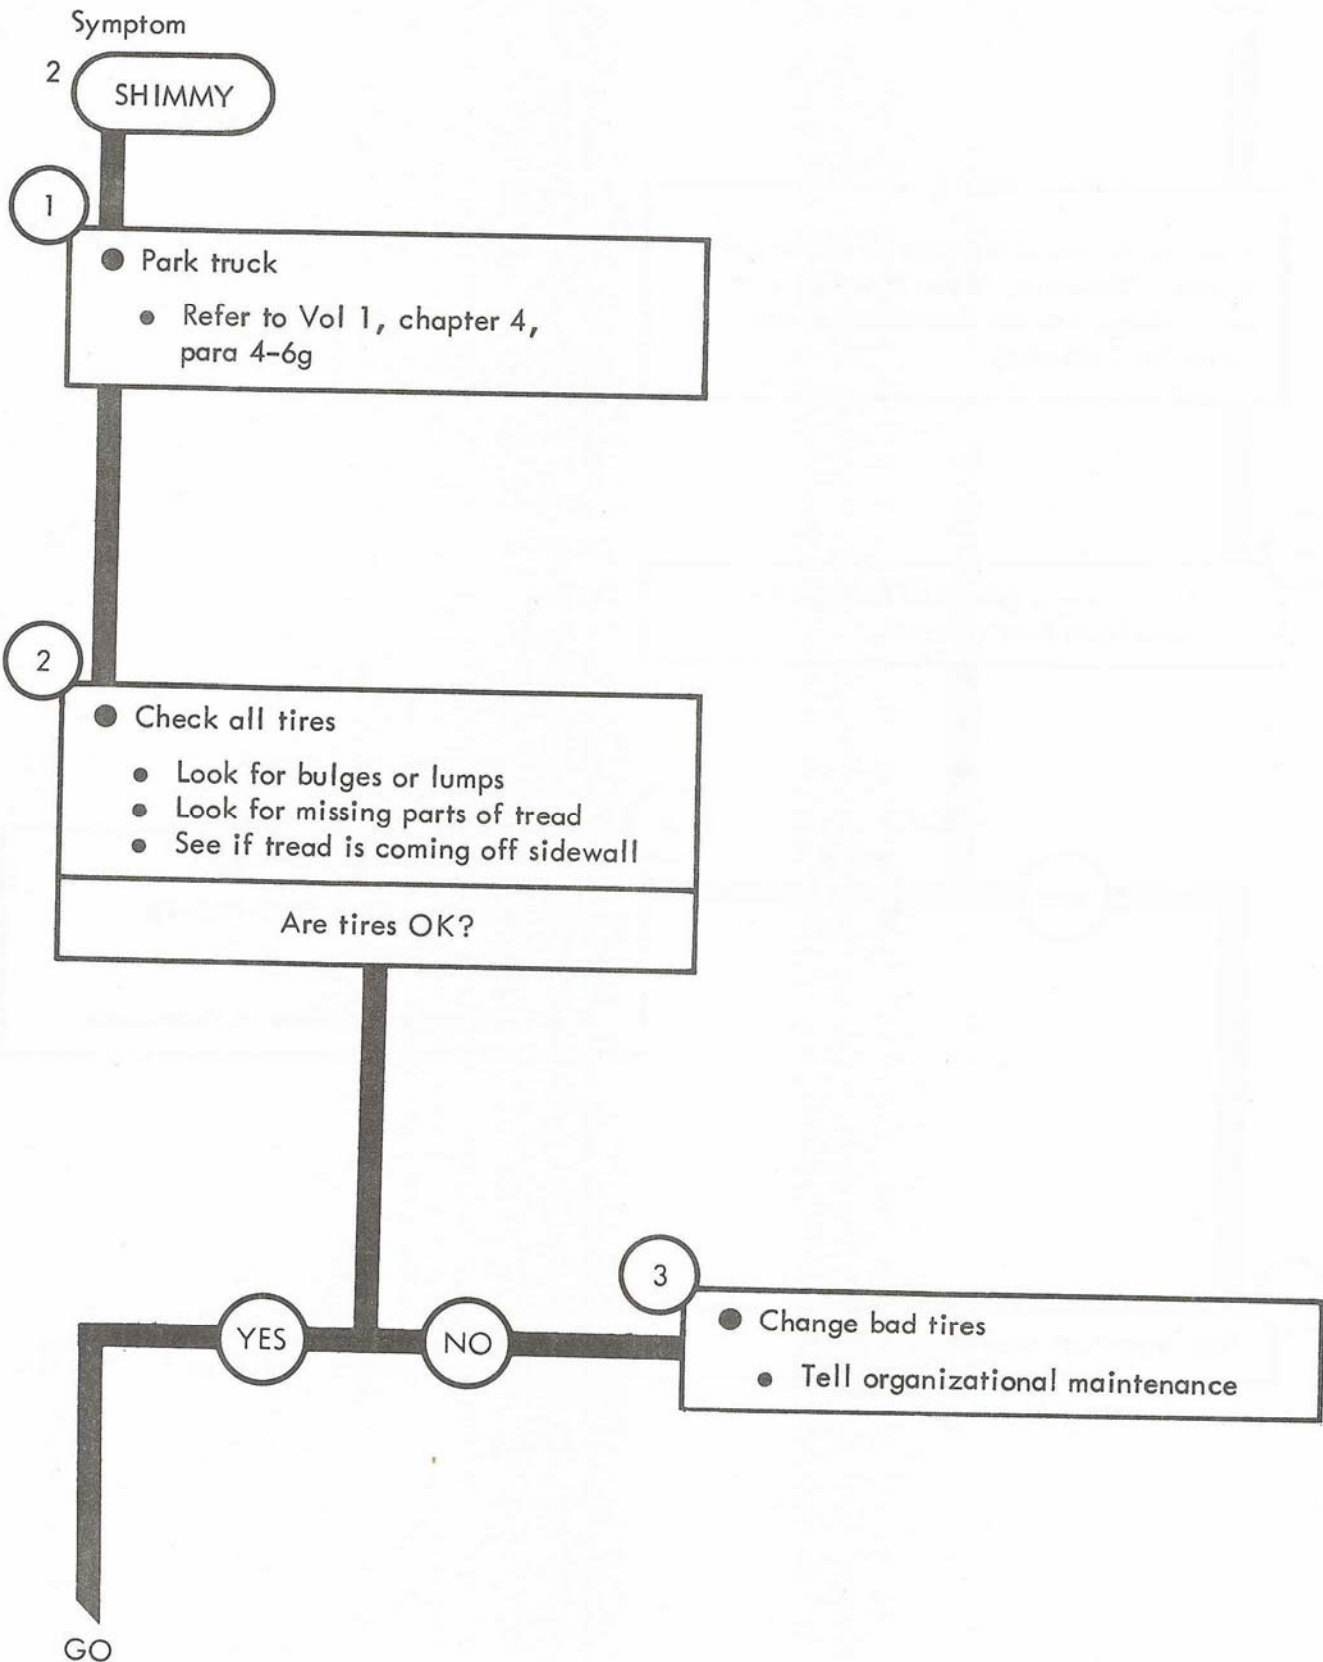 Symptom
2
SHIMMY
1
● Park truck
● Refer to Vol 1, chapter 4,
para 4-6g
2
● Check all tires
● Look for bulges or lumps
● Look for missing parts of tread
● See if tread is coming off sidewall
Are tires OK?
YES
NO
3
● Change bad tires
● Tell organizational maintenance
GO